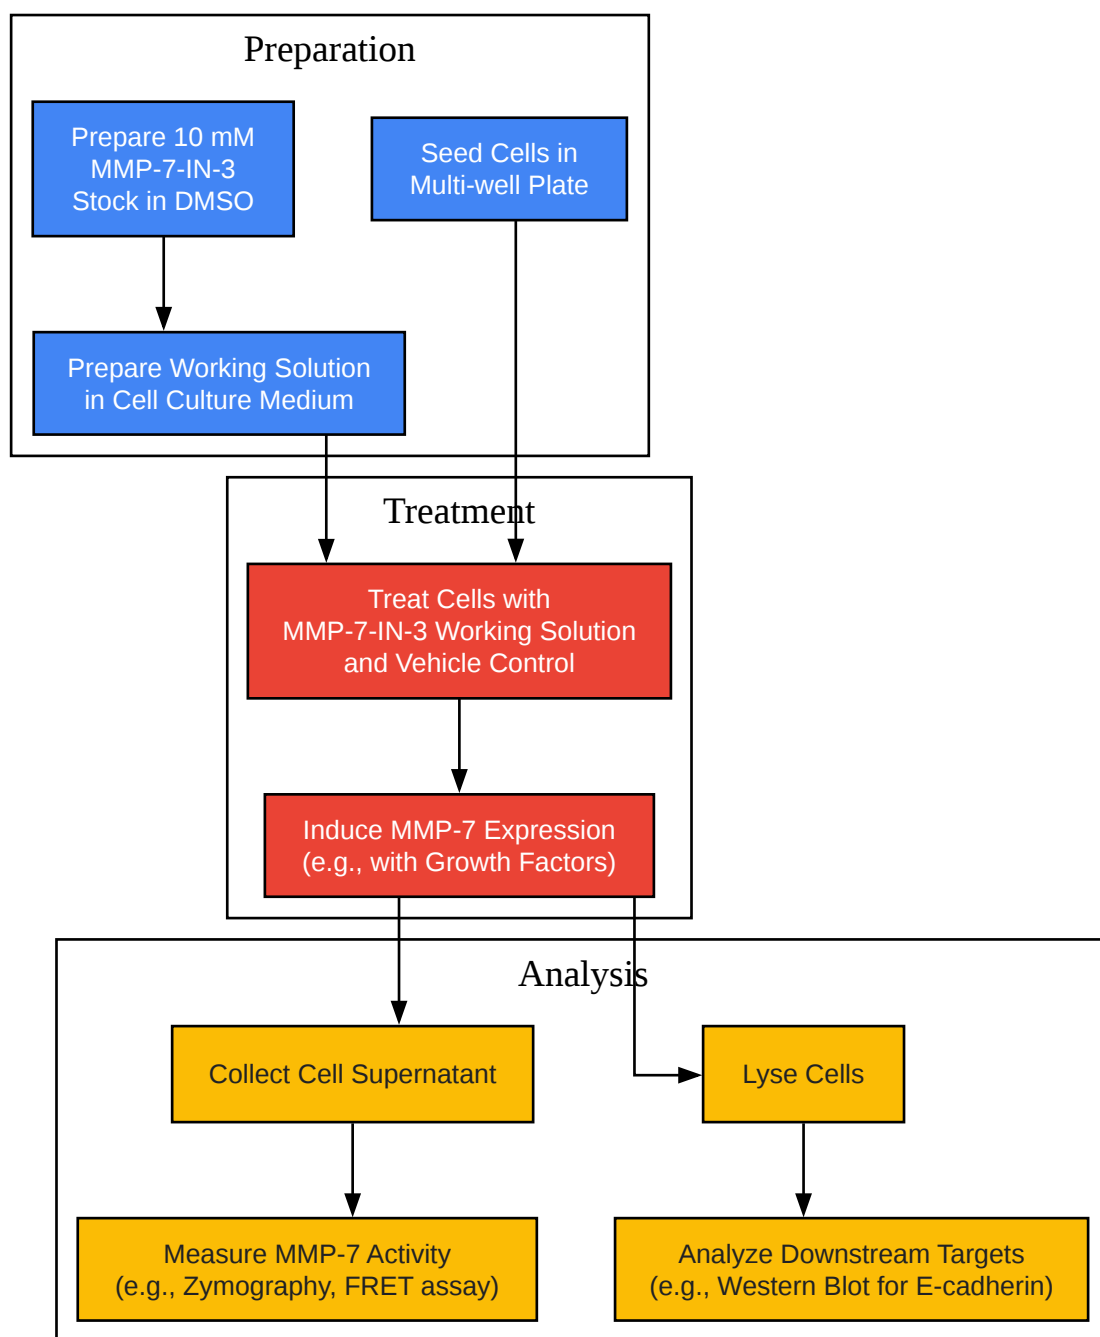 Preparation
Prepare 10 mM
MMP-7-IN-3
Stock in DMSO
Seed Cells in
Multi-well Plate
Prepare Working Solution
in Cell Culture Medium
Treatment
Treat Cells with
MMP-7-IN-3 Working Solution
and Vehicle Control
Induce MMP-7 Expression
(e.g., with Growth Factors)
Analysis
Collect Cell Supernatant
Lyse Cells
Measure MMP-7 Activity
(e.g., Zymography, FRET assay)
Analyze Downstream Targets
(e.g., Western Blot for E-cadherin)